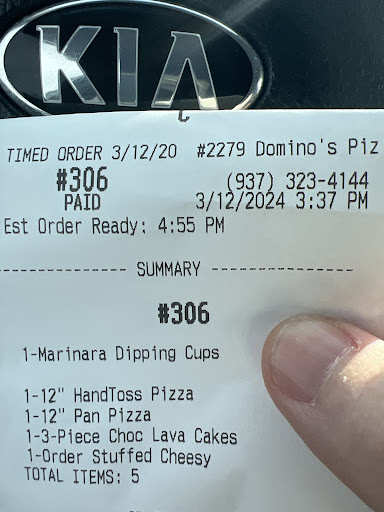 KIA
TIMED ORDER 3/12/20 #2279 Domino's Piz
#306 (937) 323-4144
PAID 3/12/2024 3:37 PM
Est Order Ready: 4:55 PM
SUMMARY
#306
1-Marinara Dipping Cups
1-12" HandToss Pizza
1-12" Pan Pizza
1-3-Piece Choc Lava Cakes
1-Order Stuffed Cheesy
TOTAL ITEMS: 5